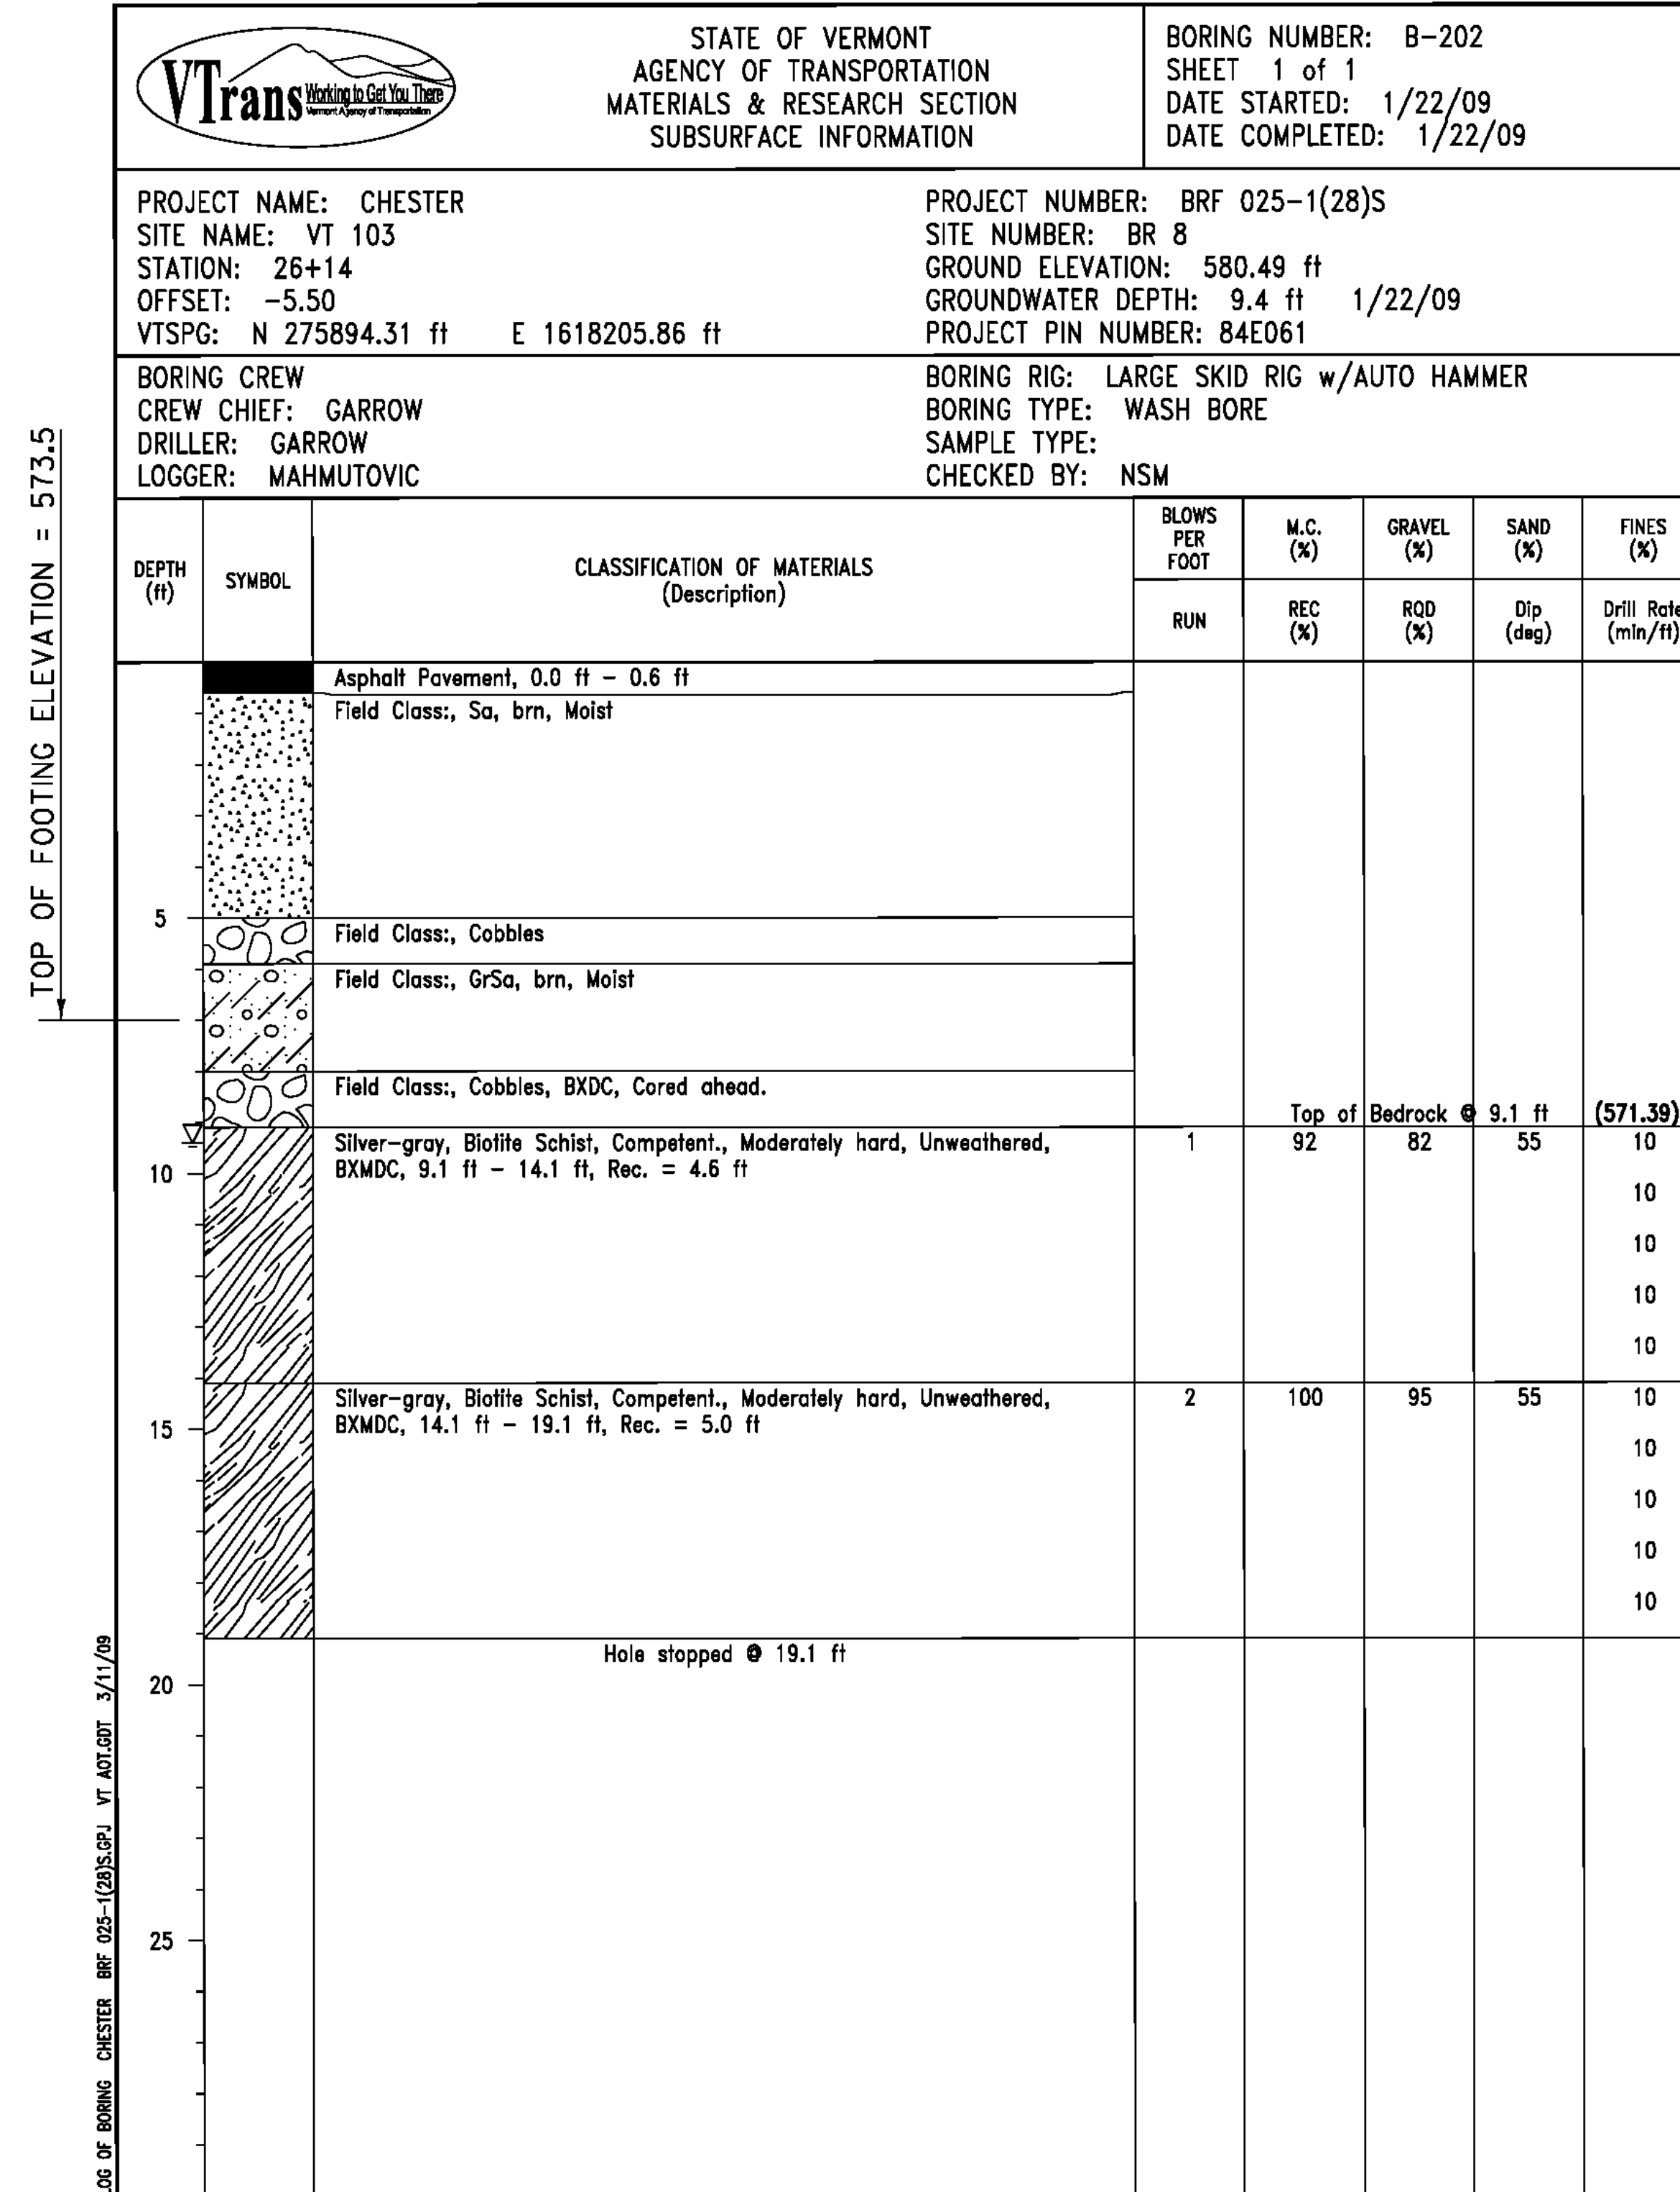 VTrans Working to Get You There
Vermont Agency of Transportation
STATE OF VERMONT
AGENCY OF TRANSPORTATION
MATERIALS & RESEARCH SECTION
SUBSURFACE INFORMATION
BORING NUMBER: B-202
SHEET 1 of 1
DATE STARTED: 1/22/09
DATE COMPLETED: 1/22/09
PROJECT NAME: CHESTER
SITE NAME: VT 103
STATION: 26+14
OFFSET: -5.50
VTSPG: N 275894.31 ft E 1618205.86 ft
PROJECT NUMBER: BRF 025-1(28)S
SITE NUMBER: BR 8
GROUND ELEVATION: 580.49 ft
GROUNDWATER DEPTH: 9.4 ft 1/22/09
PROJECT PIN NUMBER: 84E061
BORING CREW
CREW CHIEF: GARROW
DRILLER: GARROW
LOGGER: MAHMUTOVIC
BORING RIG: LARGE SKID RIG w/AUTO HAMMER
BORING TYPE: WASH BORE
SAMPLE TYPE:
CHECKED BY: NSM
TOP OF FOOTING ELEVATION = 573.5
DEPTH
(ft)
SYMBOL
CLASSIFICATION OF MATERIALS
(Description)
BLOWS
PER
FOOT
RUN
M.C.
(%)
REC
(%)
GRAVEL
(%)
RQD
(%)
SAND
(%)
Dip
(deg)
FINES
(%)
Drill Rate
(min/ft)
Asphalt Pavement, 0.0 ft - 0.6 ft
Field Class:, Sa, brn, Moist
5
Field Class:, Cobbles
Field Class:, GrSa, brn, Moist
Field Class:, Cobbles, BXDC, Cored ahead.
Top of Bedrock @ 9.1 ft (571.39)
Silver-gray, Biotite Schist, Competent., Moderately hard, Unweathered, 1 92 82 55 10
BXMDC, 9.1 ft - 14.1 ft, Rec. = 4.6 ft
10
10
10
10
10
10
Silver-gray, Biotite Schist, Competent., Moderately hard, Unweathered, 2 100 95 55 10
BXMDC, 14.1 ft - 19.1 ft, Rec. = 5.0 ft
15
10
10
10
10
Hole stopped @ 19.1 ft
20
25
LOG OF BORING CHESTER BRF 025-1(28)S.GPJ VT AOT.GDT 3/11/09